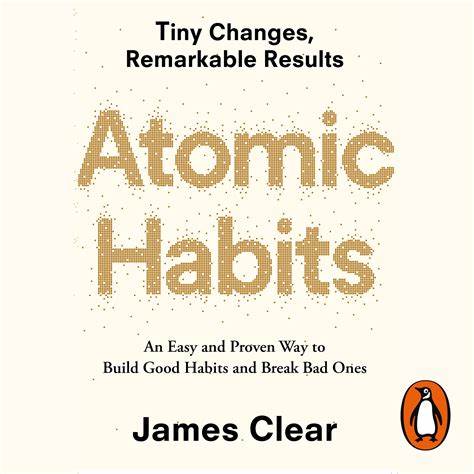 Tiny Changes,
Remarkable Results
Atomic
Habits
An Easy and Proven Way to
Build Good Habits and Break Bad Ones
James Clear